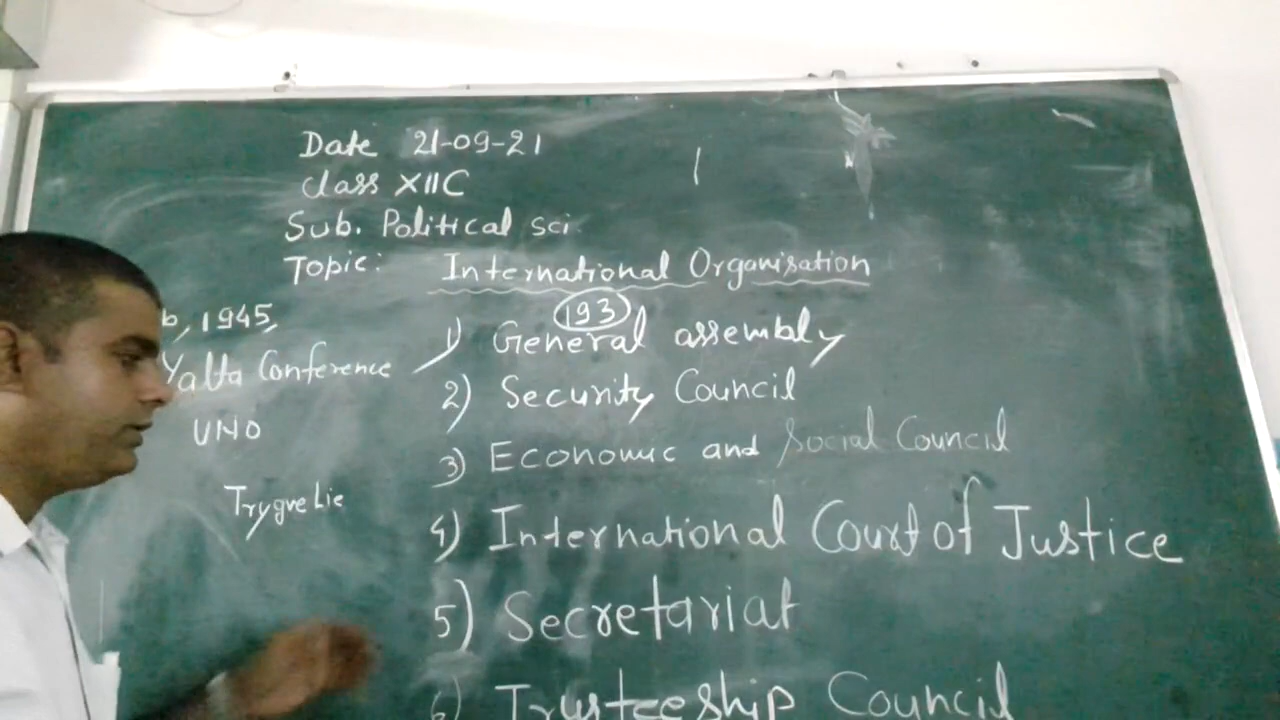 Date 21-09-21
Class XIIC
Sub. Political sci.
Topic: International Organisation
193
1) General assembly
2) Security Council
3) Economic and Social Council
4) International Court of Justice
5) Secretariat
6) Trusteeship Council
b, 1945,
Yalta Conference
UNO
Trygve Lie